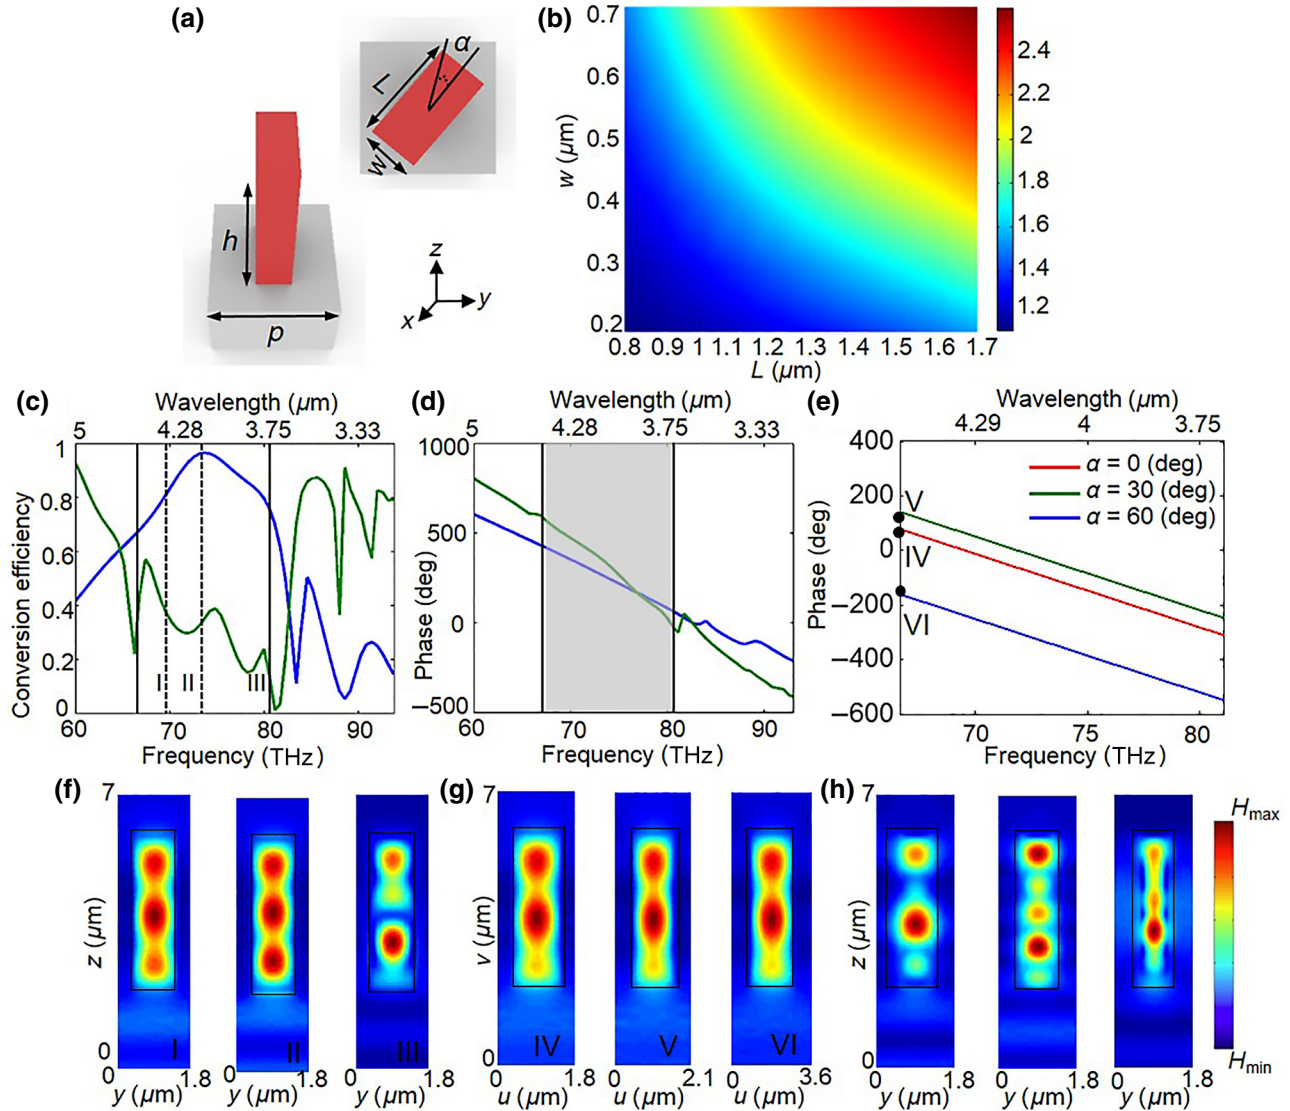 (a)
α
L
w
h
p
z
y
x
(b)
w (µm)
0.7
0.6
0.5
0.4
0.3
0.2
0.8 0.9 1 1.1 1.2 1.3 1.4 1.5 1.6 1.7
L (µm)
2.4
2.2
2
1.8
1.6
1.4
1.2
(c)
Wavelength (µm)
5 4.28 3.75 3.33
Conversion efficiency
1
0.8
0.6
0.4
0.2
0
I II III
60 70 80 90
Frequency (THz)
(d)
Wavelength (µm)
5 4.28 3.75 3.33
Phase (deg)
1000
500
0
−500
60 70 80 90
Frequency (THz)
(e)
Wavelength (µm)
4.29 4 3.75
Phase (deg)
400
200
0
−200
−400
−600
α = 0 (deg)
α = 30 (deg)
α = 60 (deg)
V
IV
VI
70 75 80
Frequency (THz)
(f)
7
z (µm)
0
I II III
0 1.8 0 1.8 0 1.8
y (µm) y (µm) y (µm)
(g)
7
v (µm)
0
IV V VI
0 1.8 0 2.1 0 3.6
u (µm) u (µm) u (µm)
(h)
7
z (µm)
0
0 1.8 0 1.8 0 1.8
y (µm) y (µm) y (µm)
Hmax
Hmin